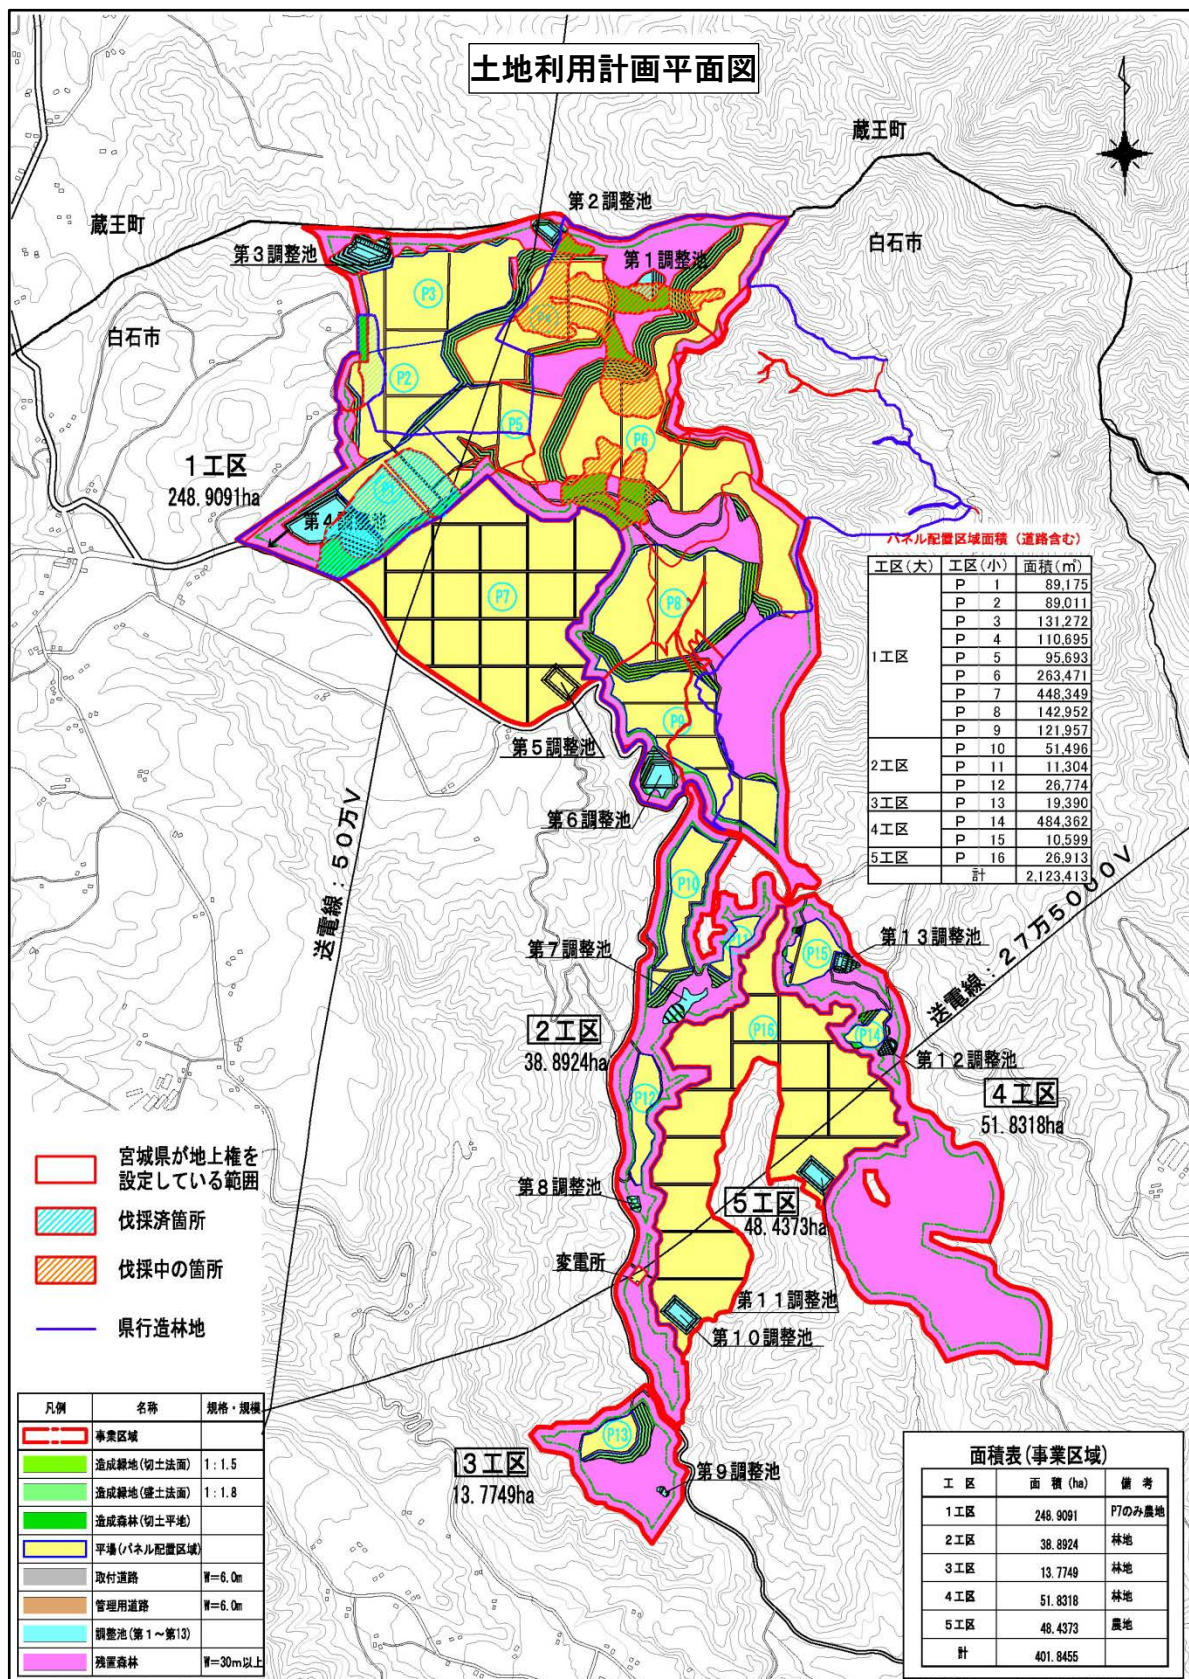 土地利用計画平面図
蔵王町
第２調整池
蔵王町
白石市
第３調整池
第１調整池
白石市
P3
P2
P5
P6
1工区
248.9091ha
P7
P8
P9
第５調整池
第６調整池
パネル配置区域面積（道路含む）
工区(大) 工区(小) 面積(㎡)
1工区 P 1 89,175
P 2 89,011
P 3 131,272
P 4 110,695
P 5 95,693
P 6 263,471
P 7 448,349
P 8 142,952
P 9 121,957
2工区 P 10 51,496
P 11 11,304
P 12 26,774
3工区 P 13 19,390
4工区 P 14 484,362
P 15 10,599
5工区 P 16 26,913
計 2,123,413
送電線：５０万Ｖ
送電線：２７万５０００Ｖ
P10
第７調整池
P15
第１３調整池
P16
P14
第１２調整池
2工区
38.8924ha
4工区
51.8318ha
P12
第８調整池
5工区
48.4373ha
変電所
第１１調整池
第１０調整池
P13
3工区
13.7749ha
第９調整池
宮城県が地上権を
設定している範囲
伐採済箇所
伐採中の箇所
県行造林地
凡例 名称 規格・規模
事業区域
造成緑地(切土法面) 1：1.5
造成緑地(盛土法面) 1：1.8
造成森林(切土平地)
平場(パネル配置区域)
取付道路 W=6.0m
管理用道路 W=6.0m
調整池(第１～第13)
残置森林 W=30m以上
面積表(事業区域)
工 区 面 積 (ha) 備 考
1工区 248.9091 P7のみ農地
2工区 38.8924 林地
3工区 13.7749 林地
4工区 51.8318 林地
5工区 48.4373 農地
計 401.8455